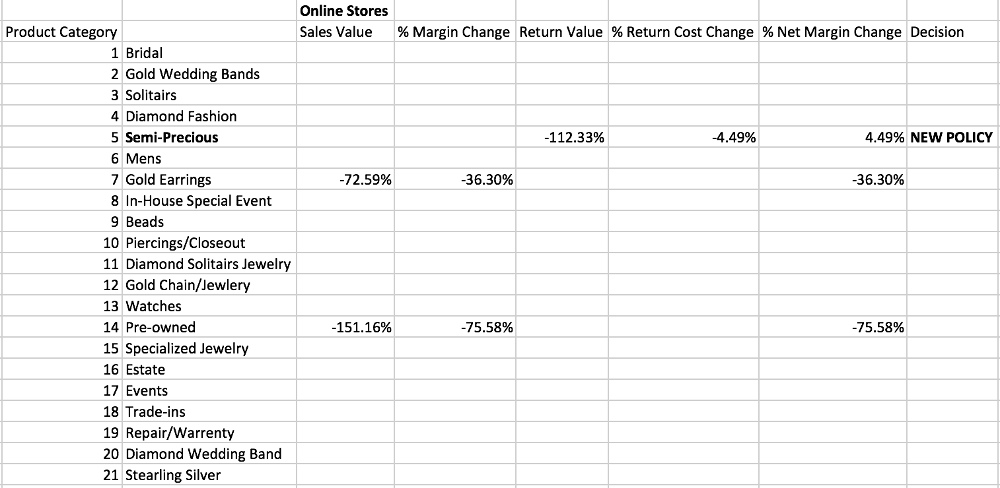 Online Stores
Product Category Sales Value % Margin Change Return Value % Return Cost Change % Net Margin Change Decision
1 Bridal
2 Gold Wedding Bands
3 Solitairs
4 Diamond Fashion
5 Semi-Precious -112.33% -4.49% 4.49% NEW POLICY
6 Mens
7 Gold Earrings -72.59% -36.30% -36.30%
8 In-House Special Event
9 Beads
10 Piercings/Closeout
11 Diamond Solitairs Jewelry
12 Gold Chain/Jewlery
13 Watches
14 Pre-owned -151.16% -75.58% -75.58%
15 Specialized Jewelry
16 Estate
17 Events
18 Trade-ins
19 Repair/Warrenty
20 Diamond Wedding Band
21 Stearling Silver